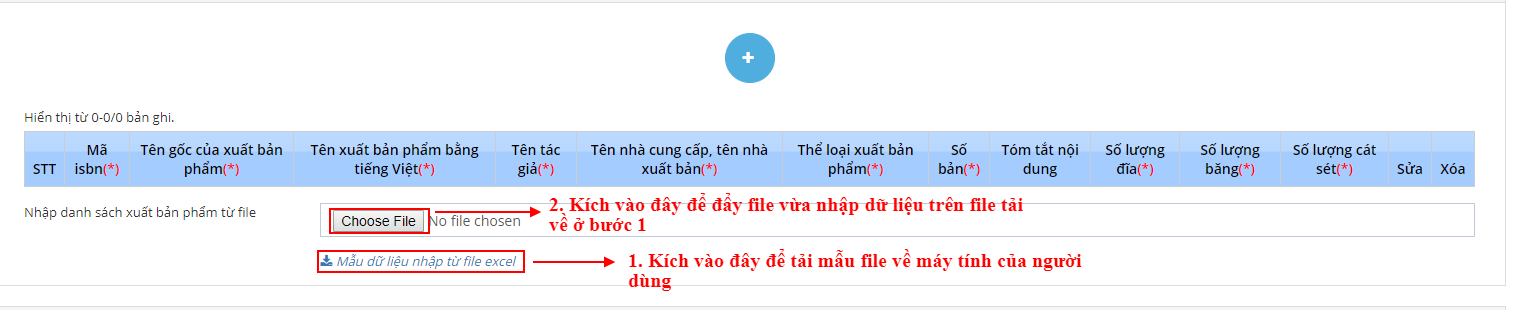 +
Hiển thị từ 0-0/0 bản ghi.
STT
Mã
isbn(*)
Tên gốc của xuất bản
phẩm(*)
Tên xuất bản phẩm bằng
tiếng Việt(*)
Tên tác
giả(*)
Tên nhà cung cấp, tên nhà
xuất bản(*)
Thể loại xuất bản
phẩm(*)
Số
bản(*)
Tóm tắt nội
dung
Số lượng
đĩa(*)
Số lượng
băng(*)
Số lượng cát
sét(*)
Sửa
Xóa
Nhập danh sách xuất bản phẩm từ file
Choose File No file chosen
2. Kích vào đây để đẩy file vừa nhập dữ liệu trên file tải
về ở bước 1
Mẫu dữ liệu nhập từ file excel
1. Kích vào đây để tải mẫu file về máy tính của người
dùng